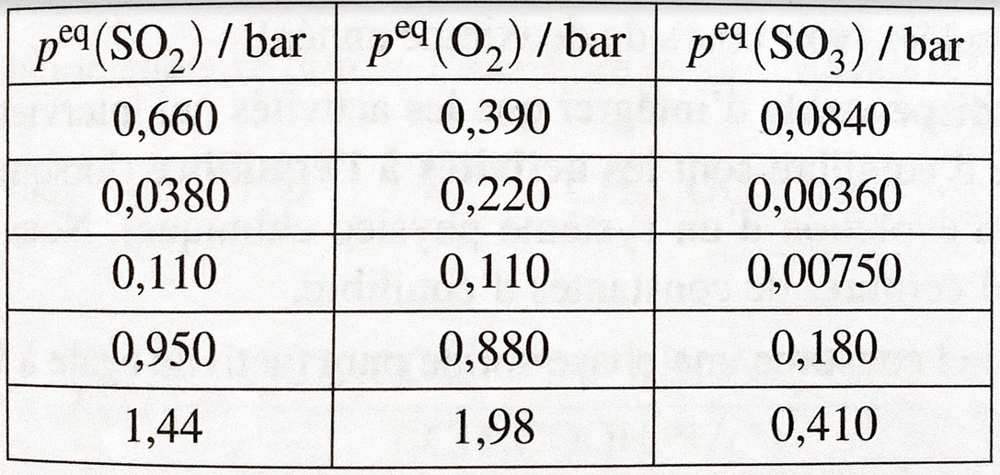 p^eq(SO₂) / bar p^eq(O₂) / bar p^eq(SO₃) / bar
0,660 0,390 0,0840
0,0380 0,220 0,00360
0,110 0,110 0,00750
0,950 0,880 0,180
1,44 1,98 0,410